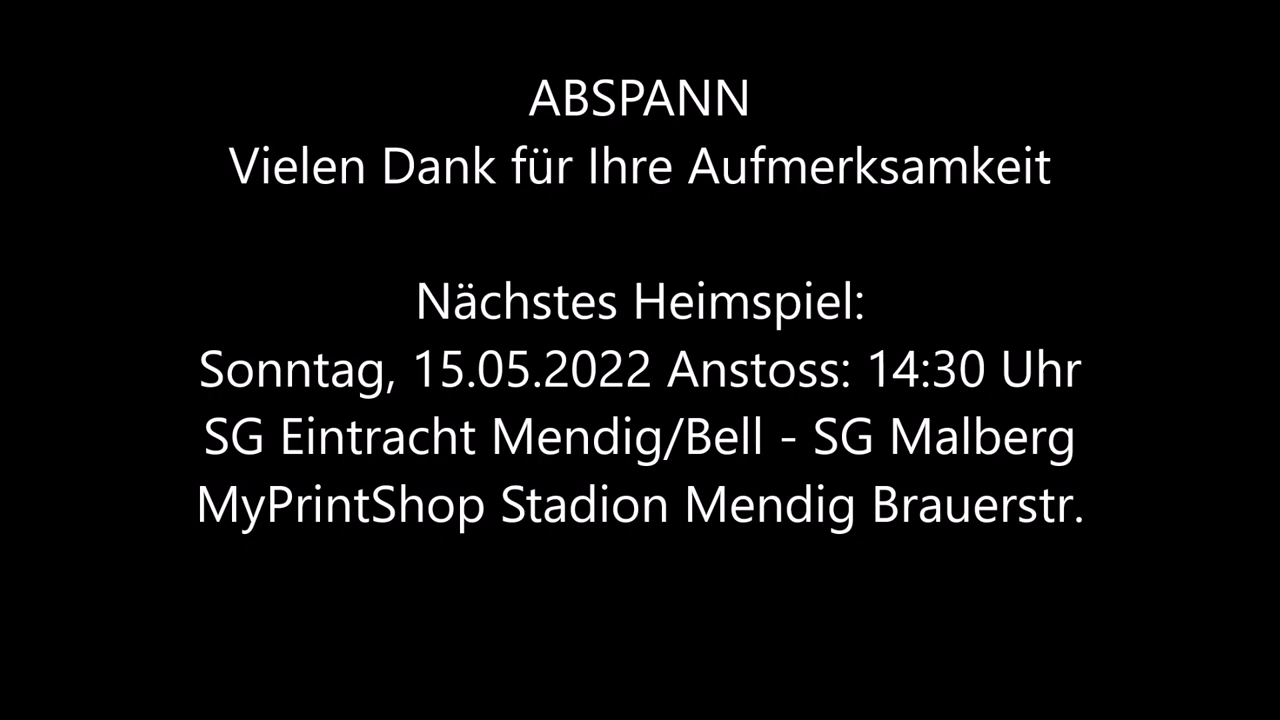 ABSPANN
Vielen Dank für Ihre Aufmerksamkeit
Nächstes Heimspiel:
Sonntag, 15.05.2022 Anstoss: 14:30 Uhr
SG Eintracht Mendig/Bell - SG Malberg
MyPrintShop Stadion Mendig Brauerstr.